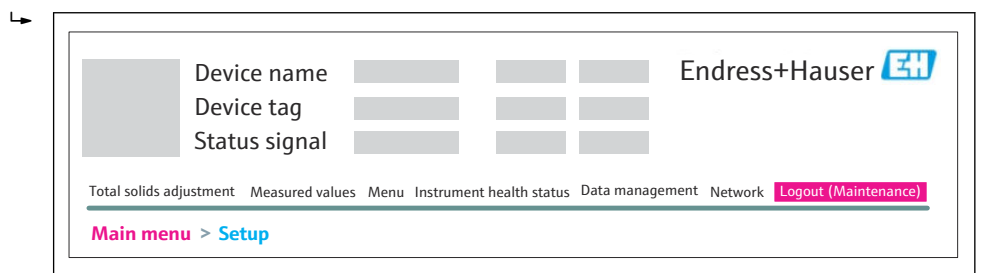 Device name
Endress+Hauser EH
Device tag
Status signal
Total solids adjustment Measured values Menu Instrument health status Data management Network Logout (Maintenance)
Main menu > Setup